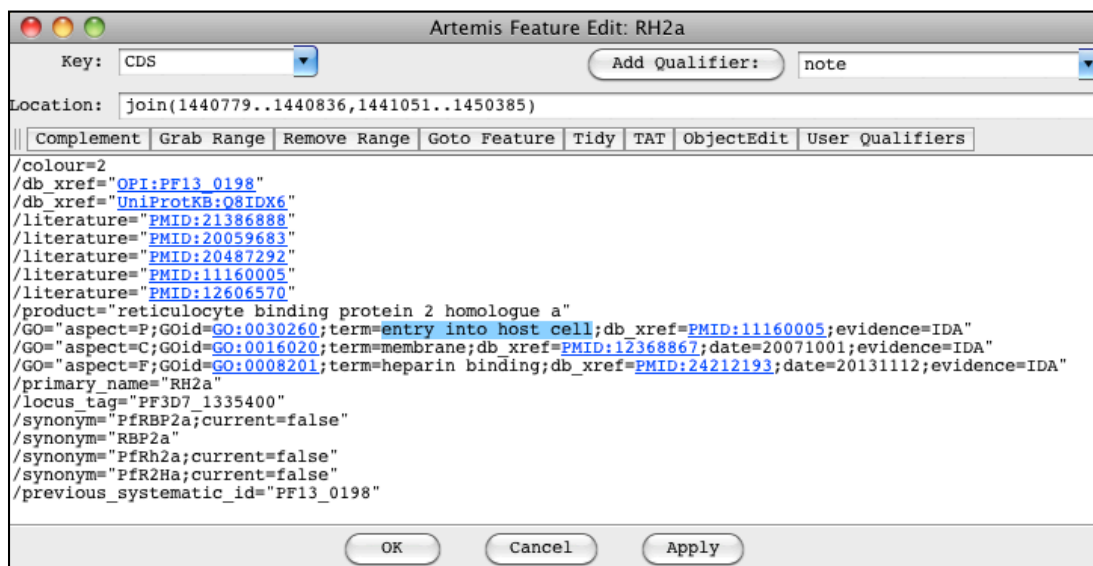 Artemis Feature Edit: RH2a
Key: CDS Add Qualifier: note
Location: join(1440779..1440836,1441051..1450385)
Complement Grab Range Remove Range Goto Feature Tidy TAT ObjectEdit User Qualifiers
/colour=2
/db_xref="OPI:PF13_0198"
/db_xref="UniProtKB:Q8IDX6"
/literature="PMID:21386888"
/literature="PMID:20059683"
/literature="PMID:20487292"
/literature="PMID:11160005"
/literature="PMID:12606570"
/product="reticulocyte binding protein 2 homologue a"
/GO="aspect=P;GOid=GO:0030260;term=entry into host cell;db_xref=PMID:11160005;evidence=IDA"
/GO="aspect=C;GOid=GO:0016020;term=membrane;db_xref=PMID:12368867;date=20071001;evidence=IDA"
/GO="aspect=F;GOid=GO:0008201;term=heparin binding;db_xref=PMID:24212193;date=20131112;evidence=IDA"
/primary_name="RH2a"
/locus_tag="PF3D7_1335400"
/synonym="PfRBP2a;current=false"
/synonym="RBP2a"
/synonym="PfRh2a;current=false"
/synonym="PfR2Ha;current=false"
/previous_systematic_id="PF13_0198"
OK Cancel Apply